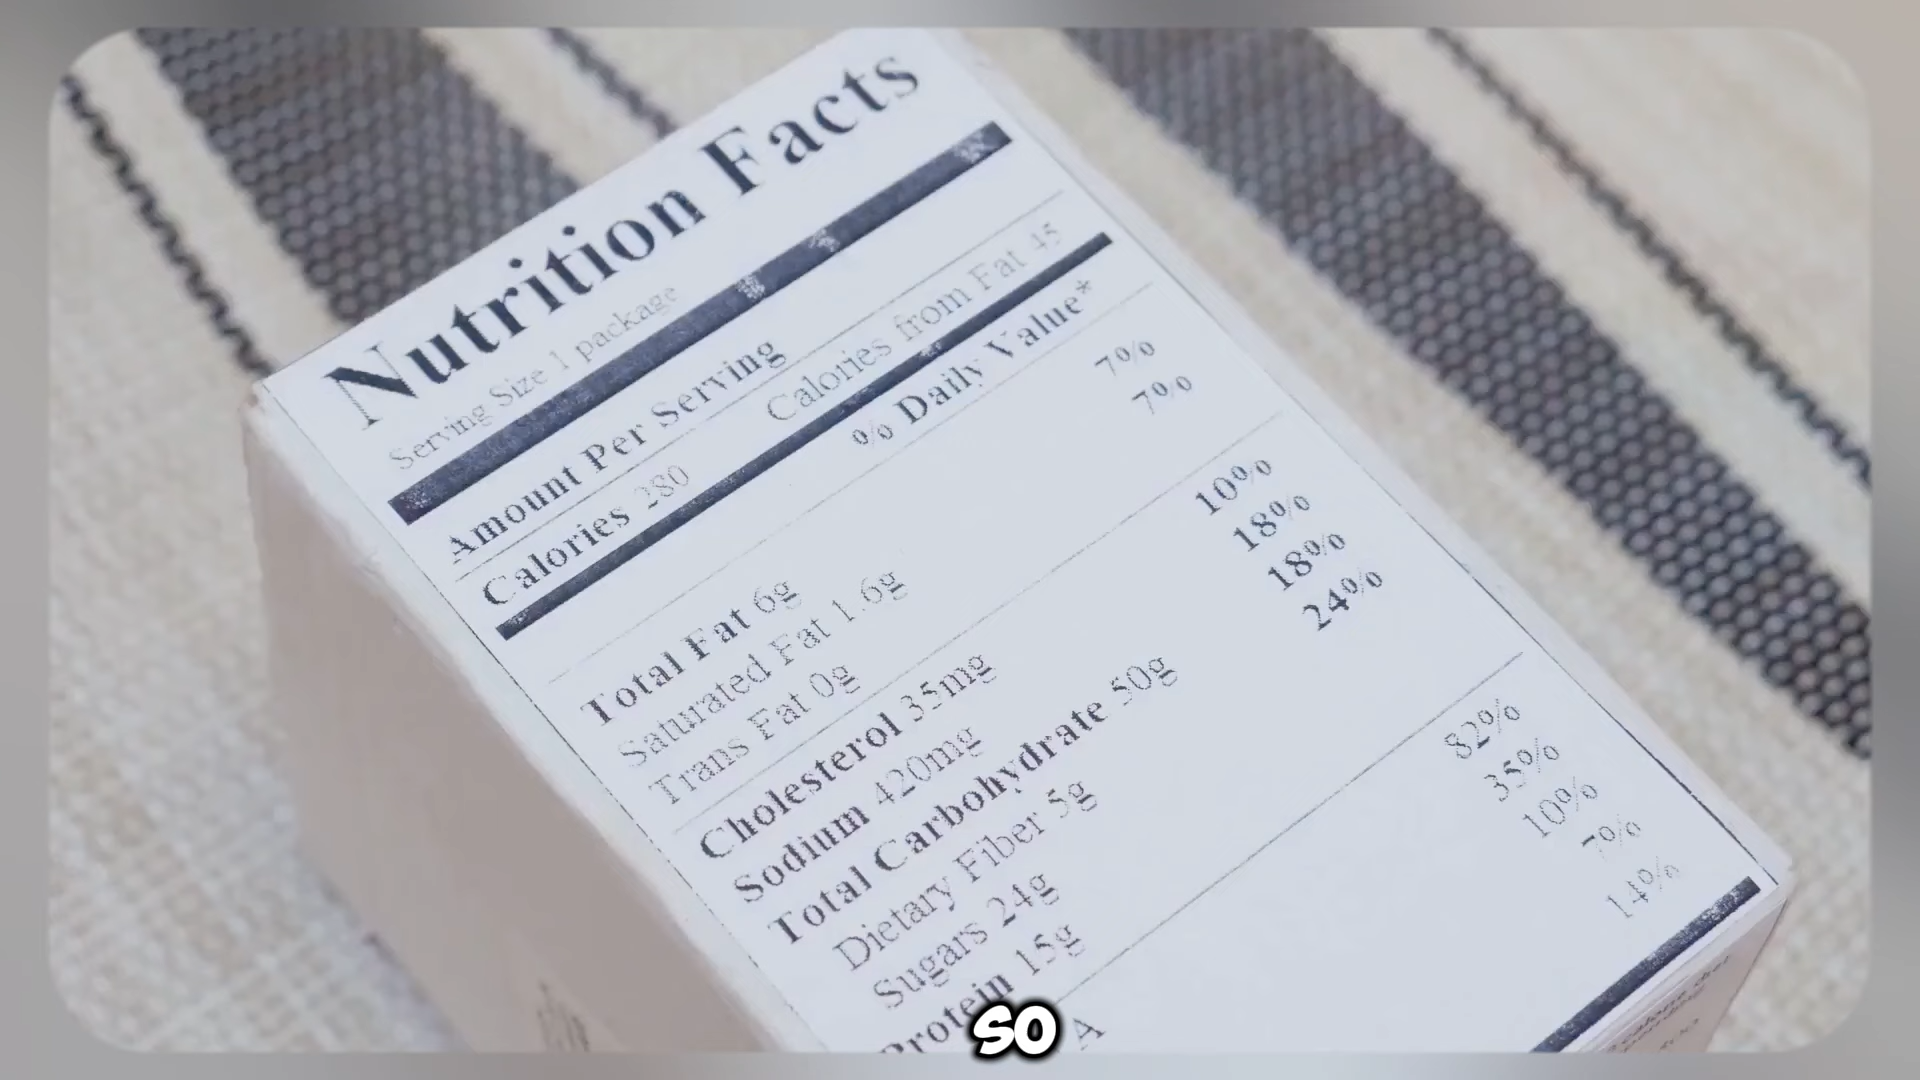 Nutrition Facts
Serving Size 1 package
Amount Per Serving
Calories 280 Calories from Fat 45
% Daily Value*
Total Fat 6g 7%
Saturated Fat 1.6g 7%
Trans Fat 0g
Cholesterol 35mg 10%
Sodium 420mg 18%
Total Carbohydrate 50g 18%
Dietary Fiber 5g 24%
Sugars 24g
Protein 15g
A 82%
35%
10%
7%
14%
SO